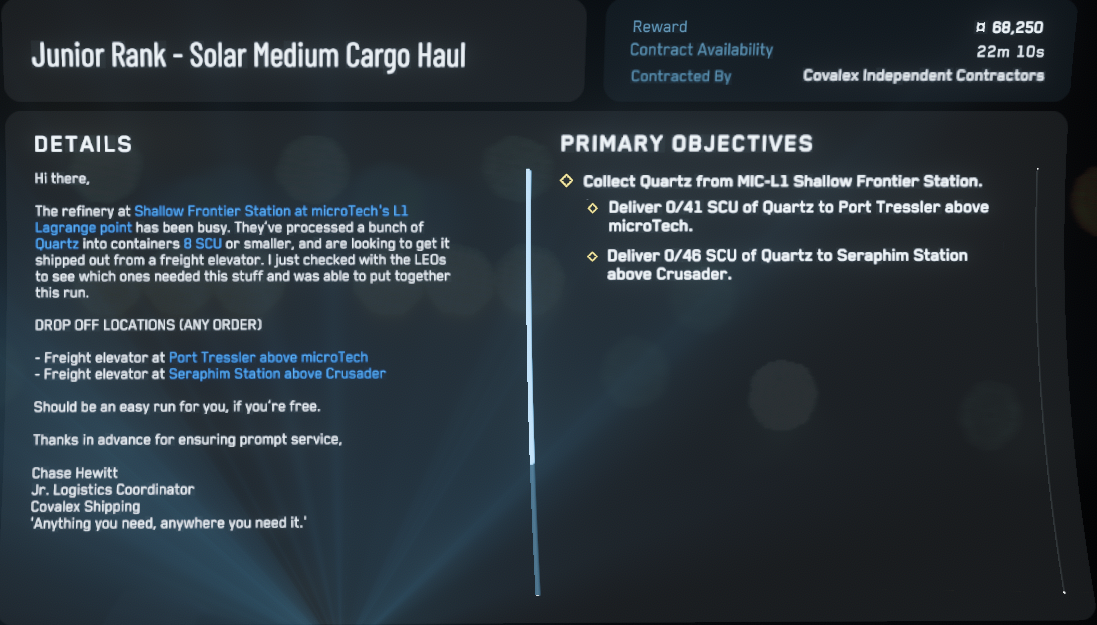 Junior Rank - Solar Medium Cargo Haul
Reward ¤ 68,250
Contract Availability 22m 10s
Contracted By Covalex Independent Contractors
DETAILS
Hi there,
The refinery at Shallow Frontier Station at microTech's L1
Lagrange point has been busy. They've processed a bunch of
Quartz into containers 8 SCU or smaller, and are looking to get it
shipped out from a freight elevator. I just checked with the LEOs
to see which ones needed this stuff and was able to put together
this run.
DROP OFF LOCATIONS (ANY ORDER)
- Freight elevator at Port Tressler above microTech
- Freight elevator at Seraphim Station above Crusader
Should be an easy run for you, if you're free.
Thanks in advance for ensuring prompt service,
Chase Hewitt
Jr. Logistics Coordinator
Covalex Shipping
'Anything you need, anywhere you need it.'
PRIMARY OBJECTIVES
Collect Quartz from MIC-L1 Shallow Frontier Station.
Deliver 0/41 SCU of Quartz to Port Tressler above
microTech.
Deliver 0/46 SCU of Quartz to Seraphim Station
above Crusader.